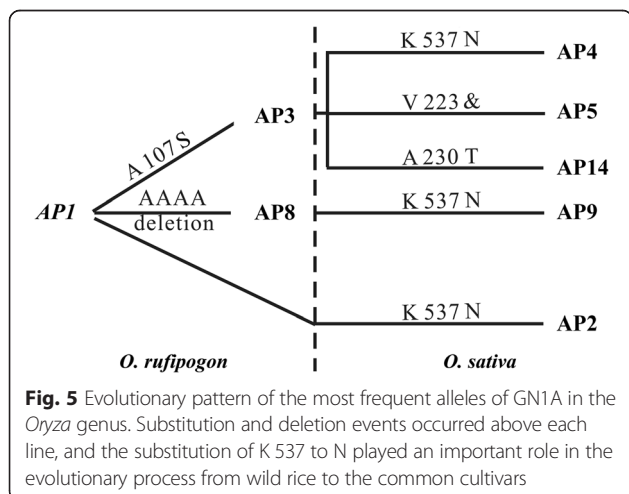 K 537 N
AP4
V 223 &
AP5
AP3
A 107 S
A 230 T
AP14
AAAA
deletion
AP1
AP8
K 537 N
AP9
K 537 N
AP2
O. rufipogon
O. sativa
Fig. 5 Evolutionary pattern of the most frequent alleles of GN1A in the
Oryza genus. Substitution and deletion events occurred above each
line, and the substitution of K 537 to N played an important role in the
evolutionary process from wild rice to the common cultivars